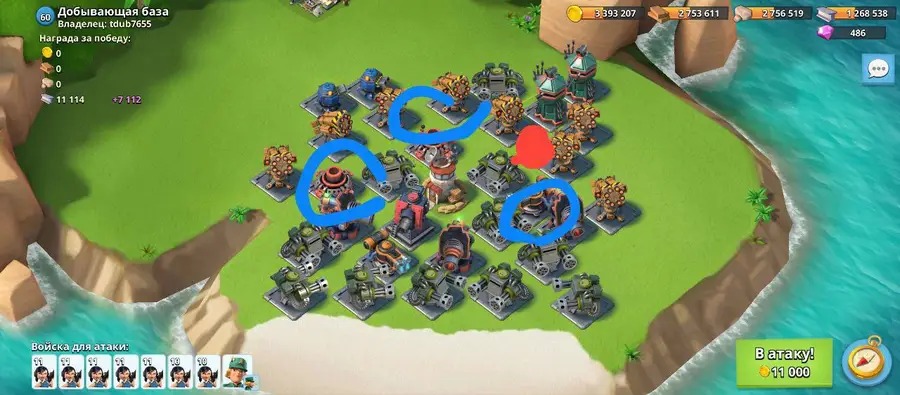 60 Добывающая база
Владелец: tdub7655
Награда за победу:
0
0
0
11 114 +7 112
3 393 207
2 753 611
2 756 519
1 268 538
486
Войска для атаки:
11 11 11 11 11 18 18
В атаку!
11 000